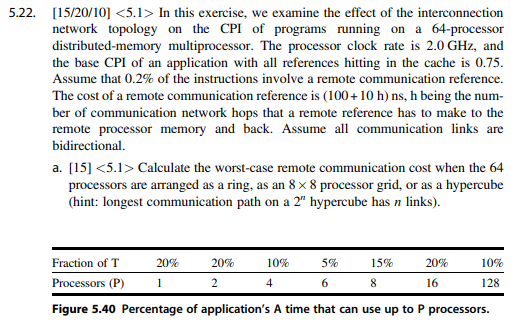 5.22. [15/20/10] <5.1> In this exercise, we examine the effect of the interconnection
network topology on the CPI of programs running on a 64-processor
distributed-memory multiprocessor. The processor clock rate is 2.0 GHz, and
the base CPI of an application with all references hitting in the cache is 0.75.
Assume that 0.2% of the instructions involve a remote communication reference.
The cost of a remote communication reference is (100 + 10 h) ns, h being the num-
ber of communication network hops that a remote reference has to make to the
remote processor memory and back. Assume all communication links are
bidirectional.
a. [15] <5.1> Calculate the worst-case remote communication cost when the 64
processors are arranged as a ring, as an 8 × 8 processor grid, or as a hypercube
(hint: longest communication path on a 2ⁿ hypercube has n links).
Fraction of T 20% 20% 10% 5% 15% 20% 10%
Processors (P) 1 2 4 6 8 16 128
Figure 5.40 Percentage of application's A time that can use up to P processors.